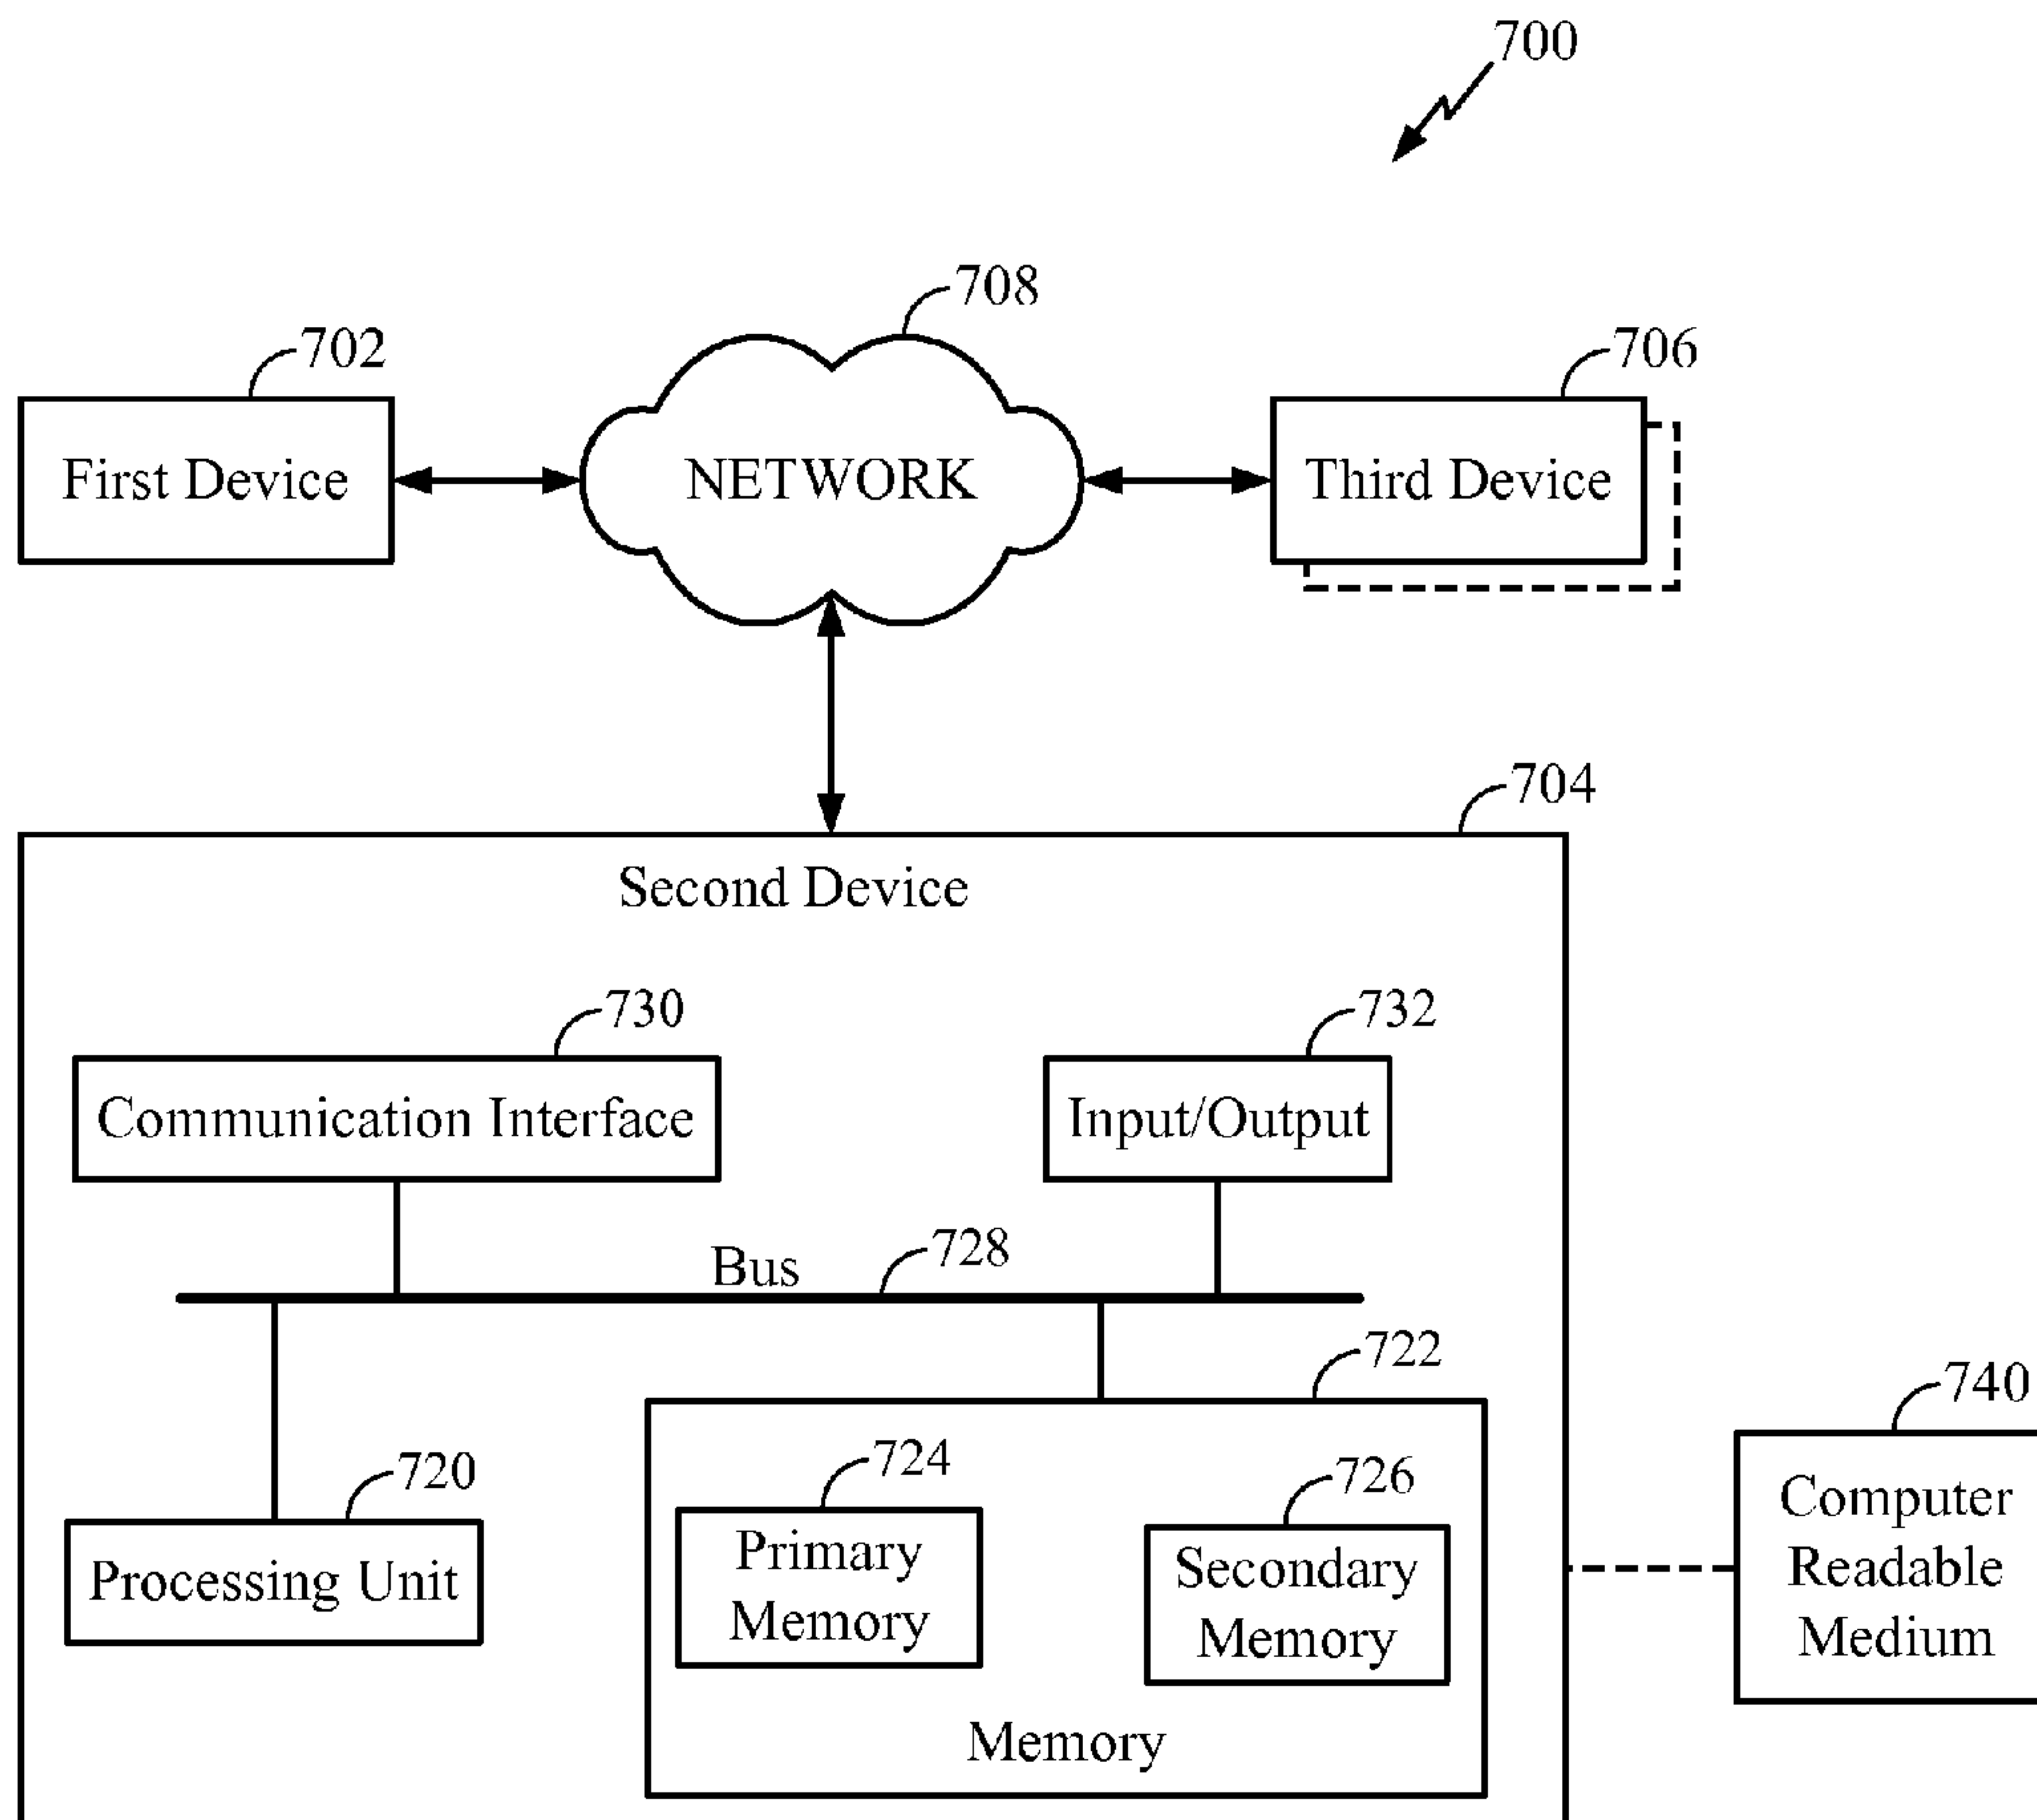 700
708
702
706
First Device
NETWORK
Third Device
704
Second Device
730
732
Communication Interface
Input/Output
Bus
728
722
740
724
720
726
Computer
Readable
Medium
Primary
Memory
Secondary
Memory
Processing Unit
Memory